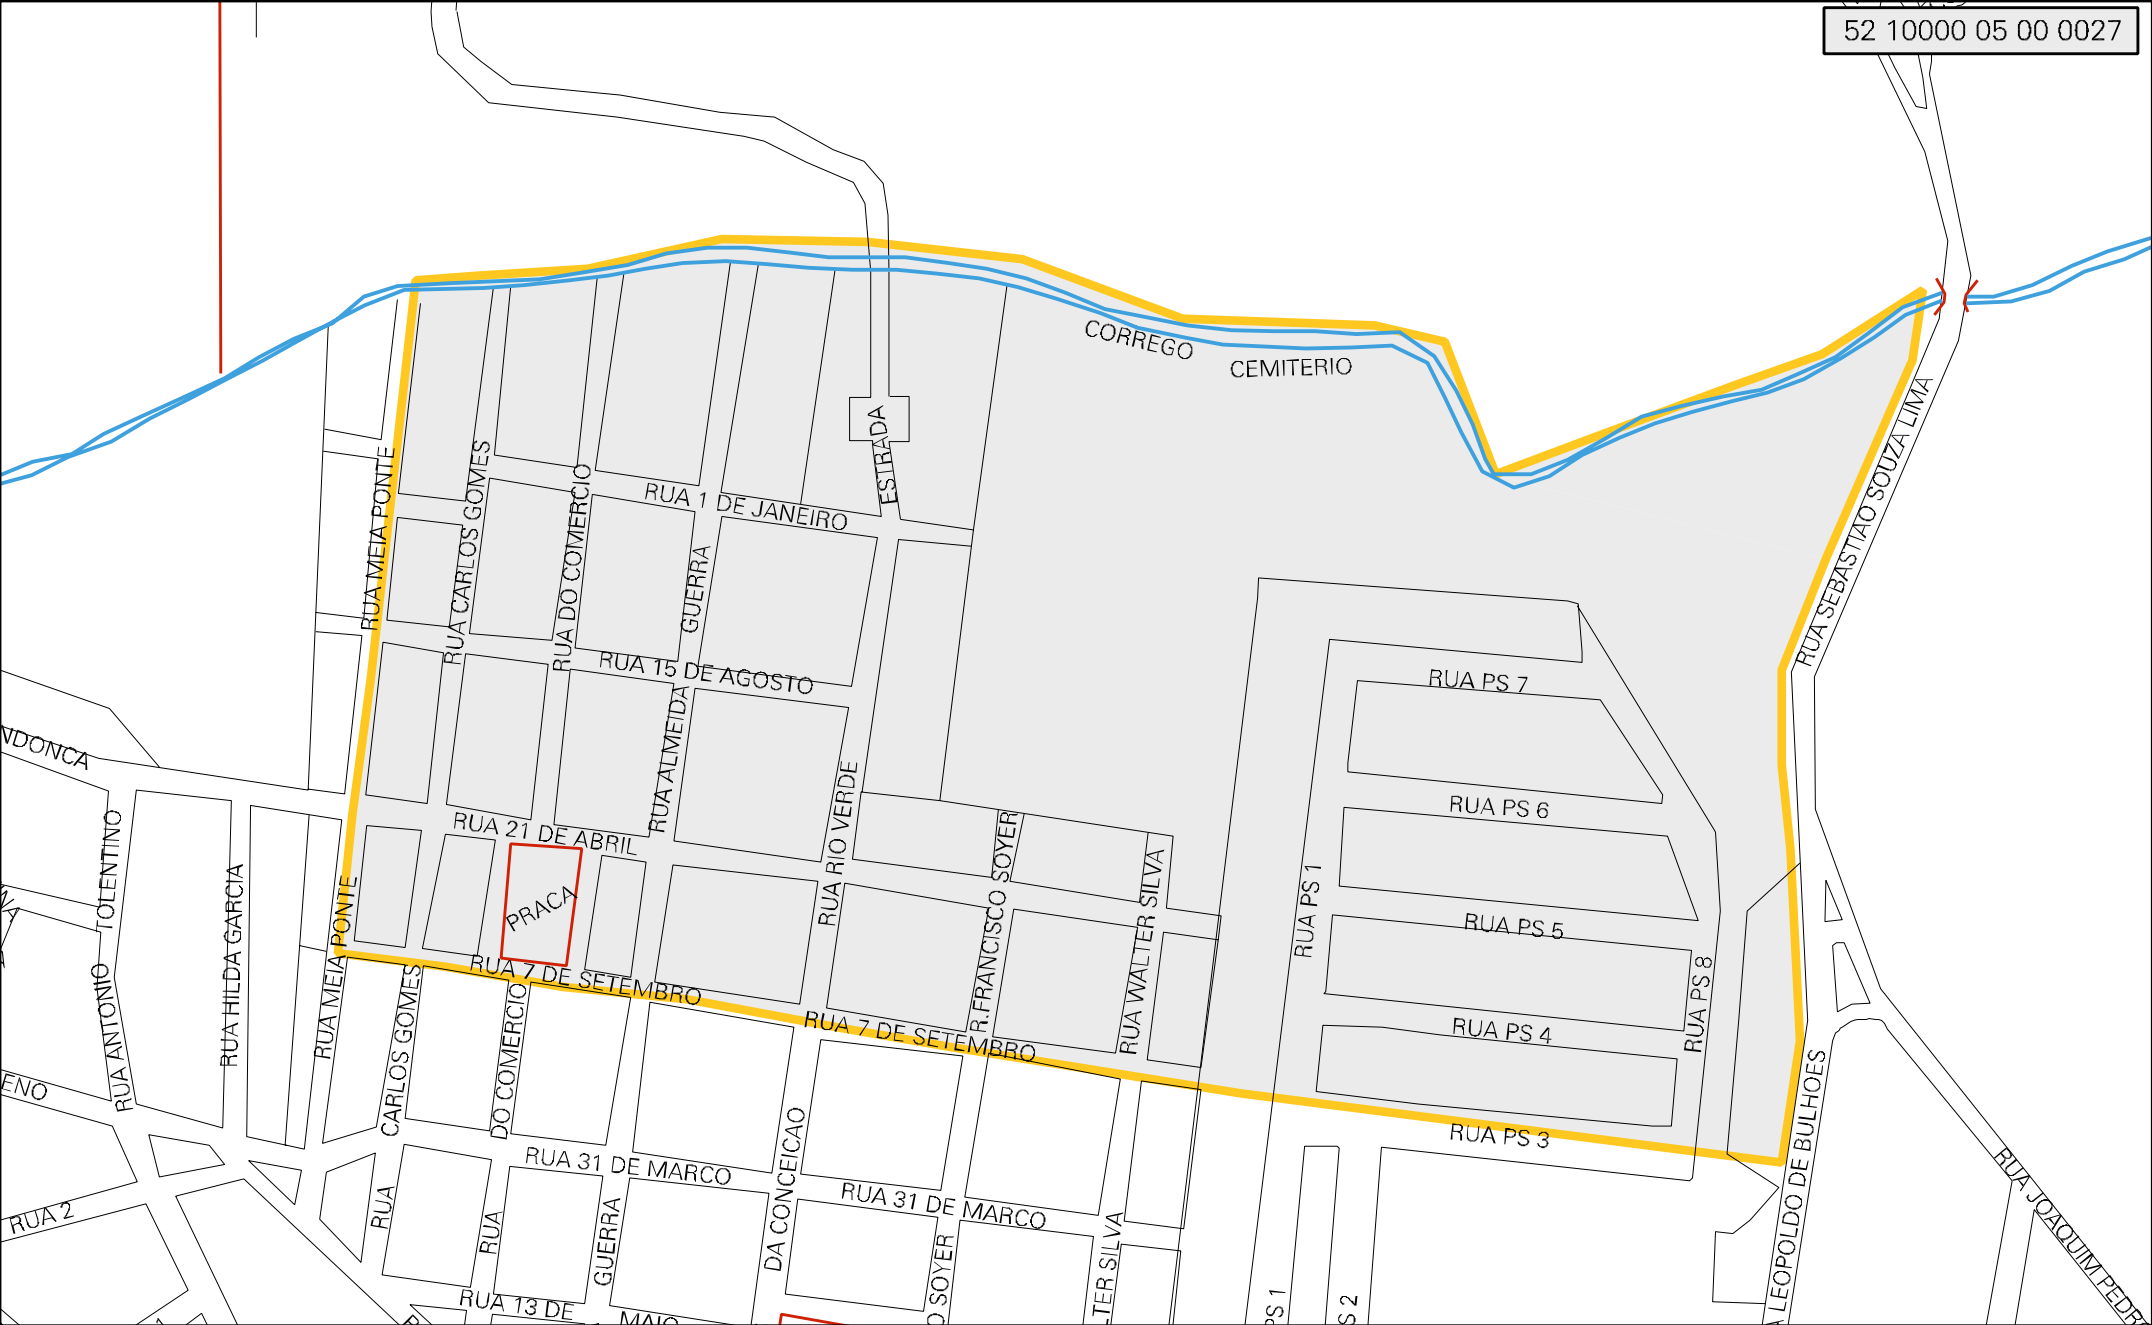 52 10000 05 00 0027
CORREGO
CEMITERIO
ESTRADA
RUA SEBASTIAO SOUZA LIMA
RUA MEIA PONTE
RUA CARLOS GOMES
RUA DO COMERCIO
RUA 1 DE JANEIRO
GUERRA
RUA 15 DE AGOSTO
RUA ALMEIDA
RUA PS 7
NDONCA
RUA PS 6
RUA 21 DE ABRIL
RUA RIO VERDE
R.FRANCISCO SOYER
RUA WALTER SILVA
RUA PS 1
TOLENTINO
RUA HILDA GARCIA
PRACA
RUA PS 5
RUA MEIA PONTE
RUA 7 DE SETEMBRO
RUA 7 DE SETEMBRO
RUA PS 8
RUA PS 4
RUA ANTONIO
CARLOS GOMES
DO COMERCIO
ENO
RUA PS 3
RUA 31 DE MARCO
DA CONCEICAO
RUA 31 DE MARCO
LEOPOLDO DE BULHOES
RUA JOAQUIM PEDR
RUA 2
RUA
RUA
GUERRA
O SOYER
LTER SILVA
PS 1
S 2
RUA 13 DE
MAIO